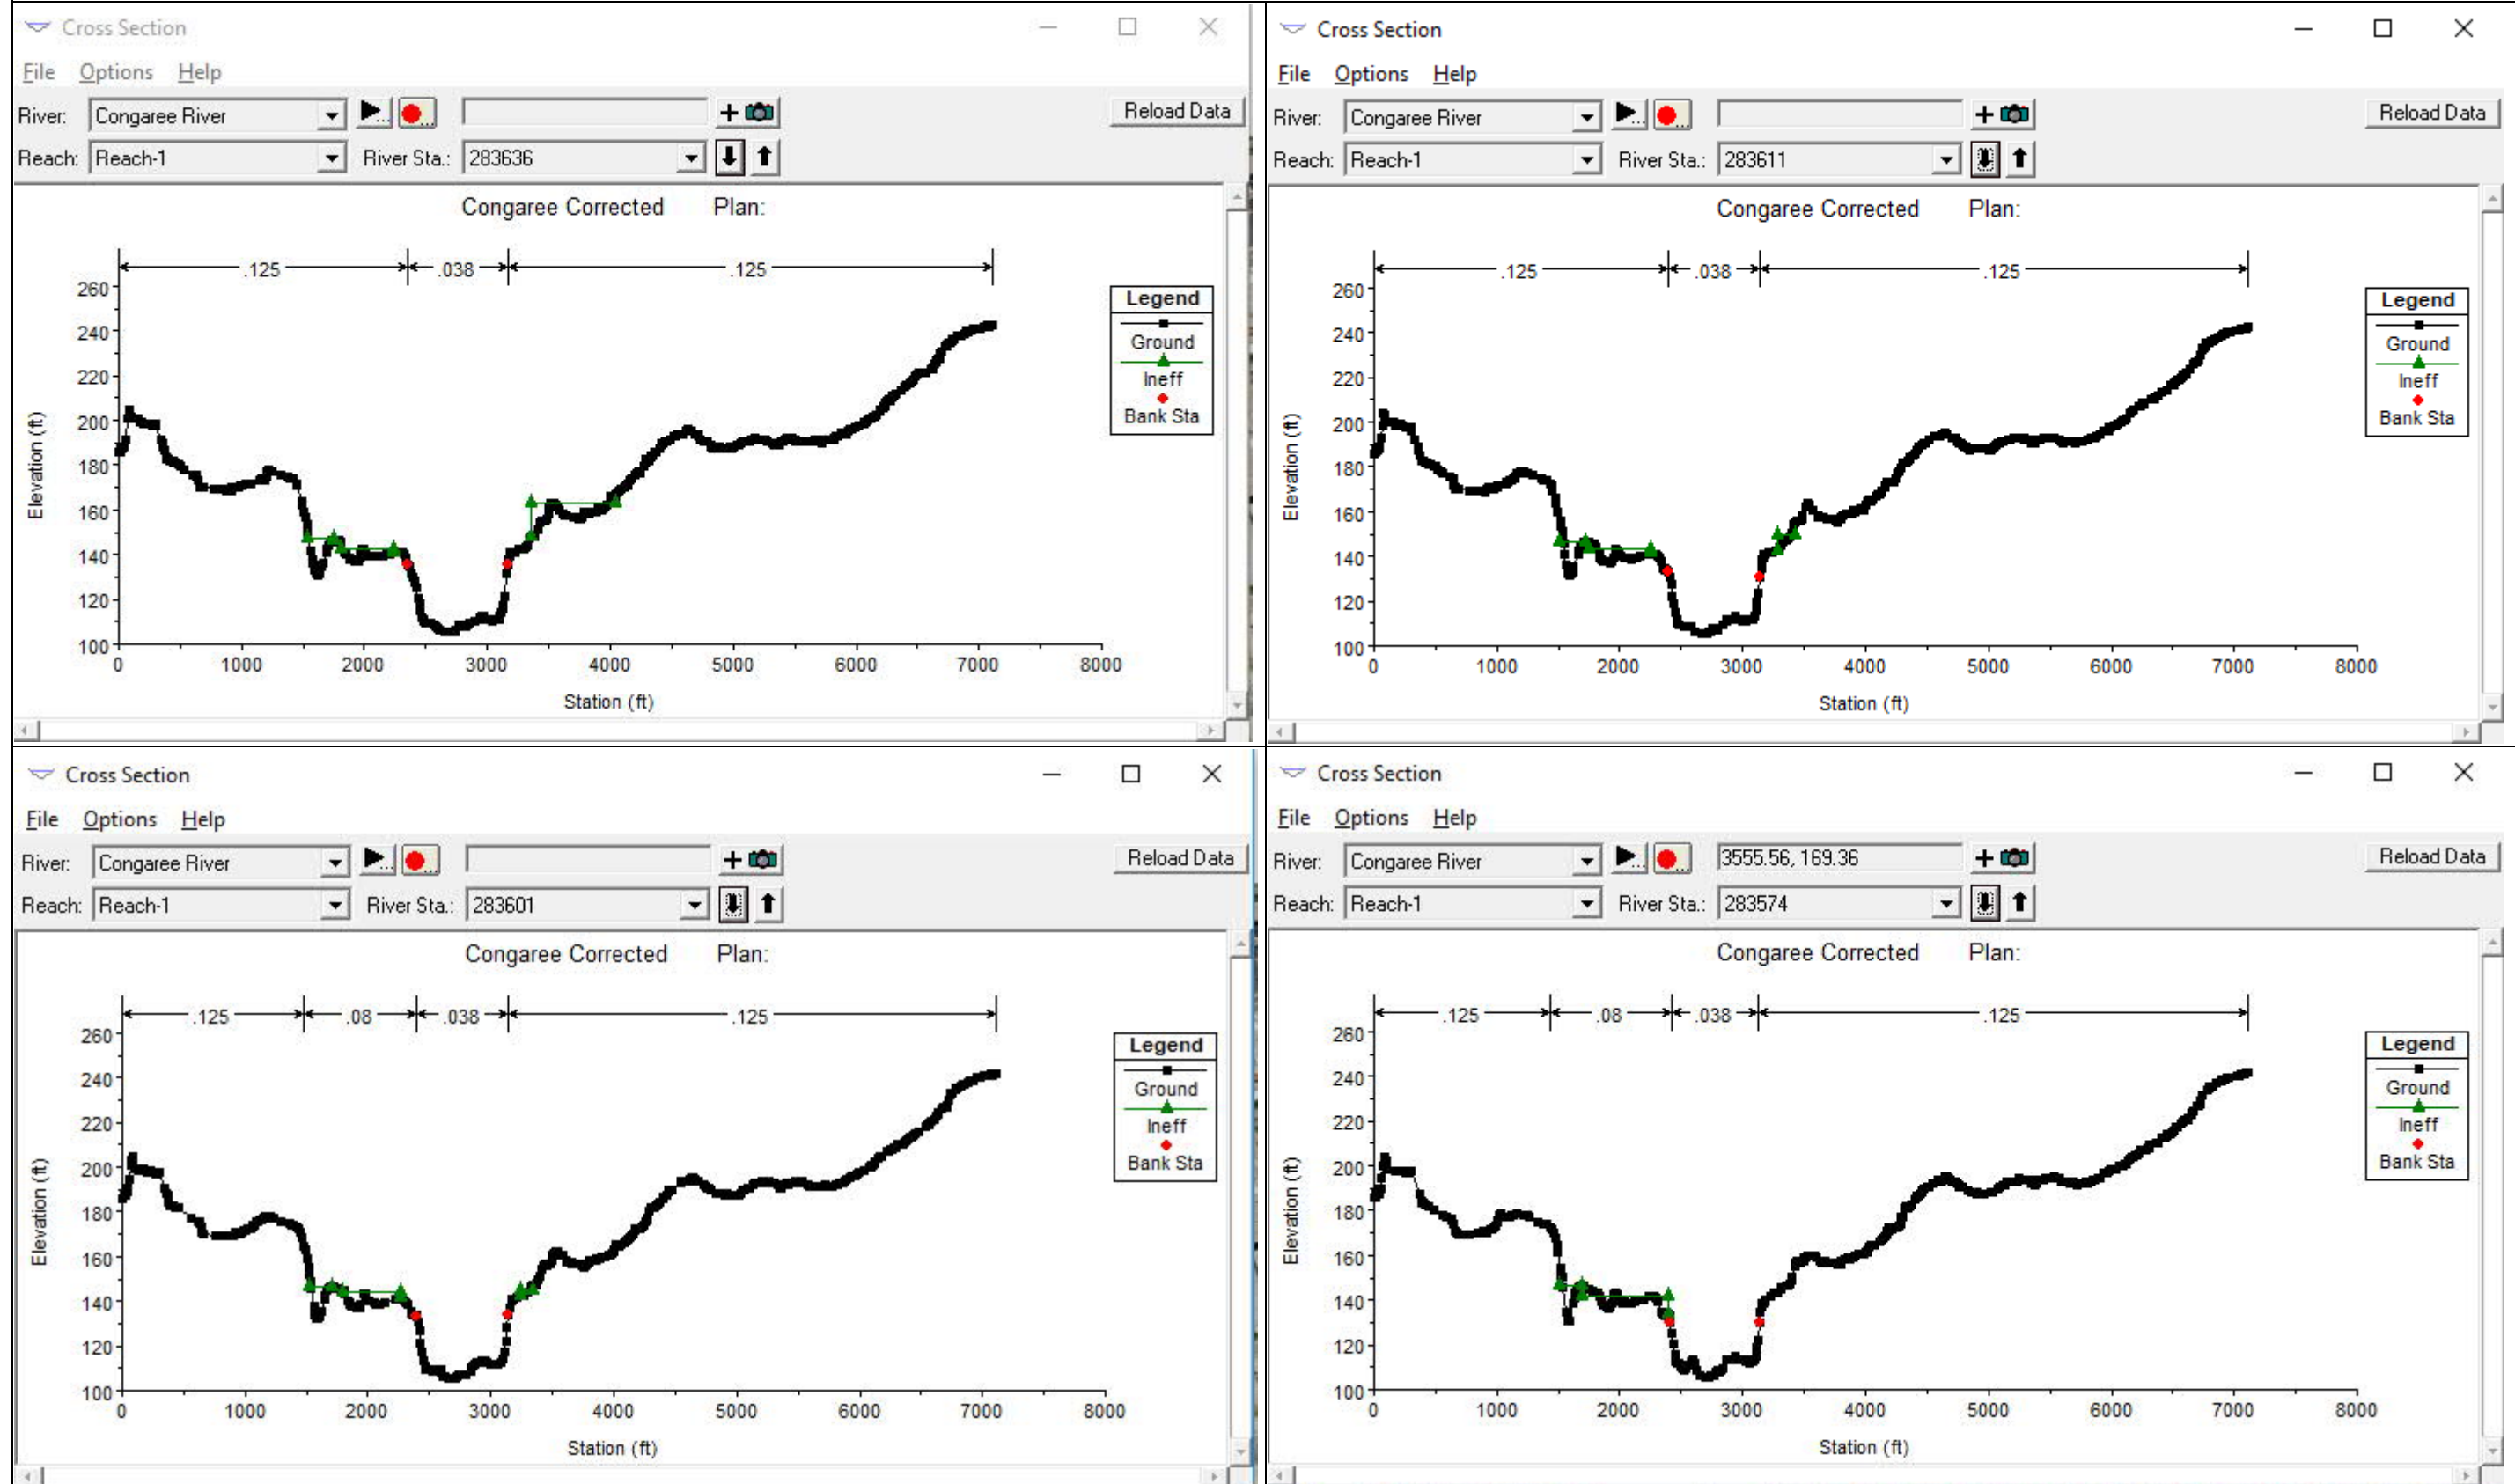 Cross Section
File Options Help
River: Congaree River
Reload Data
Reach: Reach-1 River Sta.: 283636
Congaree Corrected Plan:
.125 .038 .125
260
240
220
200
180
160
140
120
100
Elevation (ft)
0 1000 2000 3000 4000 5000 6000 7000 8000
Station (ft)
Legend
Ground
Ineff
Bank Sta
Cross Section
File Options Help
River: Congaree River
Reload Data
Reach: Reach-1 River Sta.: 283611
Congaree Corrected Plan:
.125 .038 .125
260
240
220
200
180
160
140
120
100
Elevation (ft)
0 1000 2000 3000 4000 5000 6000 7000 8000
Station (ft)
Legend
Ground
Ineff
Bank Sta
Cross Section
File Options Help
River: Congaree River
Reload Data
Reach: Reach-1 River Sta.: 283601
Congaree Corrected Plan:
.125 .08 .038 .125
260
240
220
200
180
160
140
120
100
Elevation (ft)
0 1000 2000 3000 4000 5000 6000 7000 8000
Station (ft)
Legend
Ground
Ineff
Bank Sta
Cross Section
File Options Help
River: Congaree River 3555.56, 169.36
Reload Data
Reach: Reach-1 River Sta.: 283574
Congaree Corrected Plan:
.125 .08 .038 .125
260
240
220
200
180
160
140
120
100
Elevation (ft)
0 1000 2000 3000 4000 5000 6000 7000 8000
Station (ft)
Legend
Ground
Ineff
Bank Sta